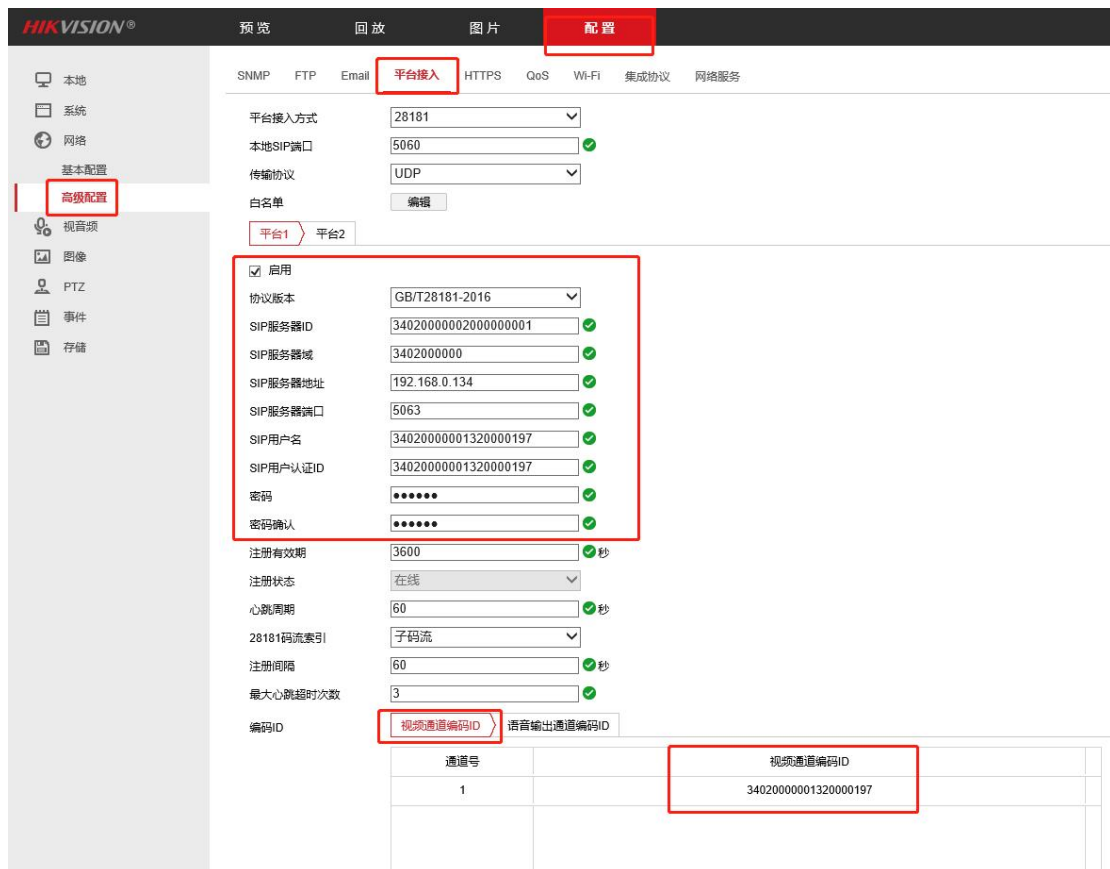 HIKVISION®
预览 回放 图片 配置
本地
系统
网络
基本配置
高级配置
视音频
图像
PTZ
事件
存储
SNMP FTP Email 平台接入 HTTPS QoS Wi-Fi 集成协议 网络服务
平台接入方式 28181
本地SIP端口 5060
传输协议 UDP
白名单 编辑
平台1 平台2
启用
协议版本 GB/T28181-2016
SIP服务器ID 34020000002000000001
SIP服务器域 3402000000
SIP服务器地址 192.168.0.134
SIP服务器端口 5063
SIP用户名 34020000001320000197
SIP用户认证ID 34020000001320000197
密码 ••••••
密码确认 ••••••
注册有效期 3600 秒
注册状态 在线
心跳周期 60 秒
28181码流索引 子码流
注册间隔 60 秒
最大心跳超时次数 3
编码ID 视频通道编码ID 语音输出通道编码ID
通道号 视频通道编码ID
1 34020000001320000197